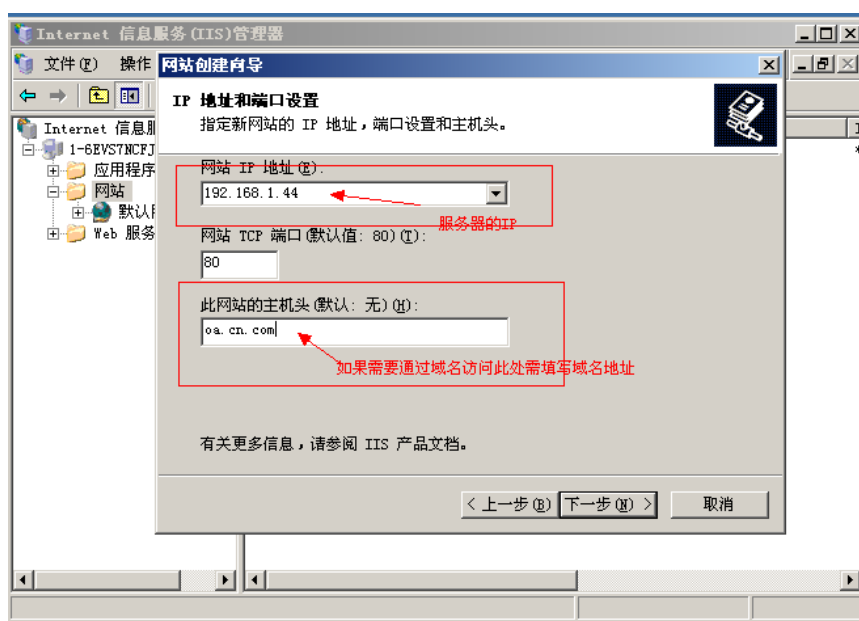 Internet 信息服务(IIS)管理器
文件(F) 操作
网站创建向导
IP 地址和端口设置
指定新网站的 IP 地址，端口设置和主机头。
Internet 信息服
1-6EVS7NCFJ
应用程序
网站
默认
Web 服务
网站 IP 地址(E):
192.168.1.44
服务器的IP
网站 TCP 端口(默认值: 80)(T):
80
此网站的主机头(默认: 无)(H):
oa.cn.com
如果需要通过域名访问此处需填写域名地址
有关更多信息，请参阅 IIS 产品文档。
< 上一步(B) 下一步(N) > 取消